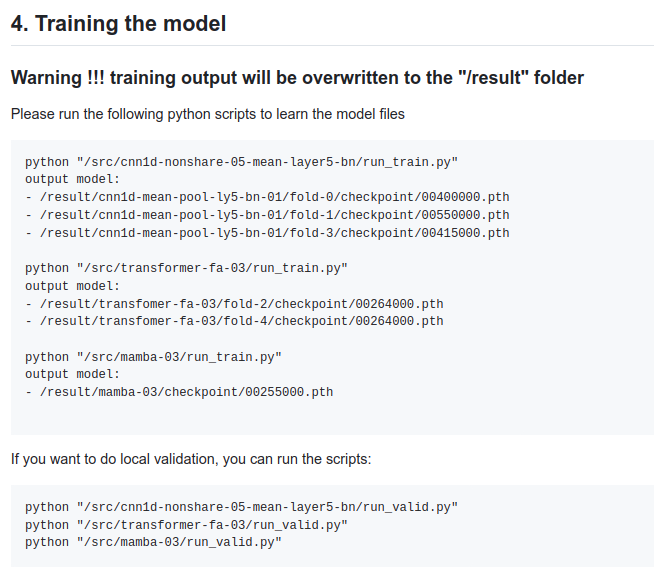 4. Training the model
Warning !!! training output will be overwritten to the "/result" folder
Please run the following python scripts to learn the model files
python "/src/cnn1d-nonshare-05-mean-layer5-bn/run_train.py"
output model:
- /result/cnn1d-mean-pool-ly5-bn-01/fold-0/checkpoint/00400000.pth
- /result/cnn1d-mean-pool-ly5-bn-01/fold-1/checkpoint/00550000.pth
- /result/cnn1d-mean-pool-ly5-bn-01/fold-3/checkpoint/00415000.pth
python "/src/transformer-fa-03/run_train.py"
output model:
- /result/transfomer-fa-03/fold-2/checkpoint/00264000.pth
- /result/transfomer-fa-03/fold-4/checkpoint/00264000.pth
python "/src/mamba-03/run_train.py"
output model:
- /result/mamba-03/checkpoint/00255000.pth
If you want to do local validation, you can run the scripts:
python "/src/cnn1d-nonshare-05-mean-layer5-bn/run_valid.py"
python "/src/transformer-fa-03/run_valid.py"
python "/src/mamba-03/run_valid.py"